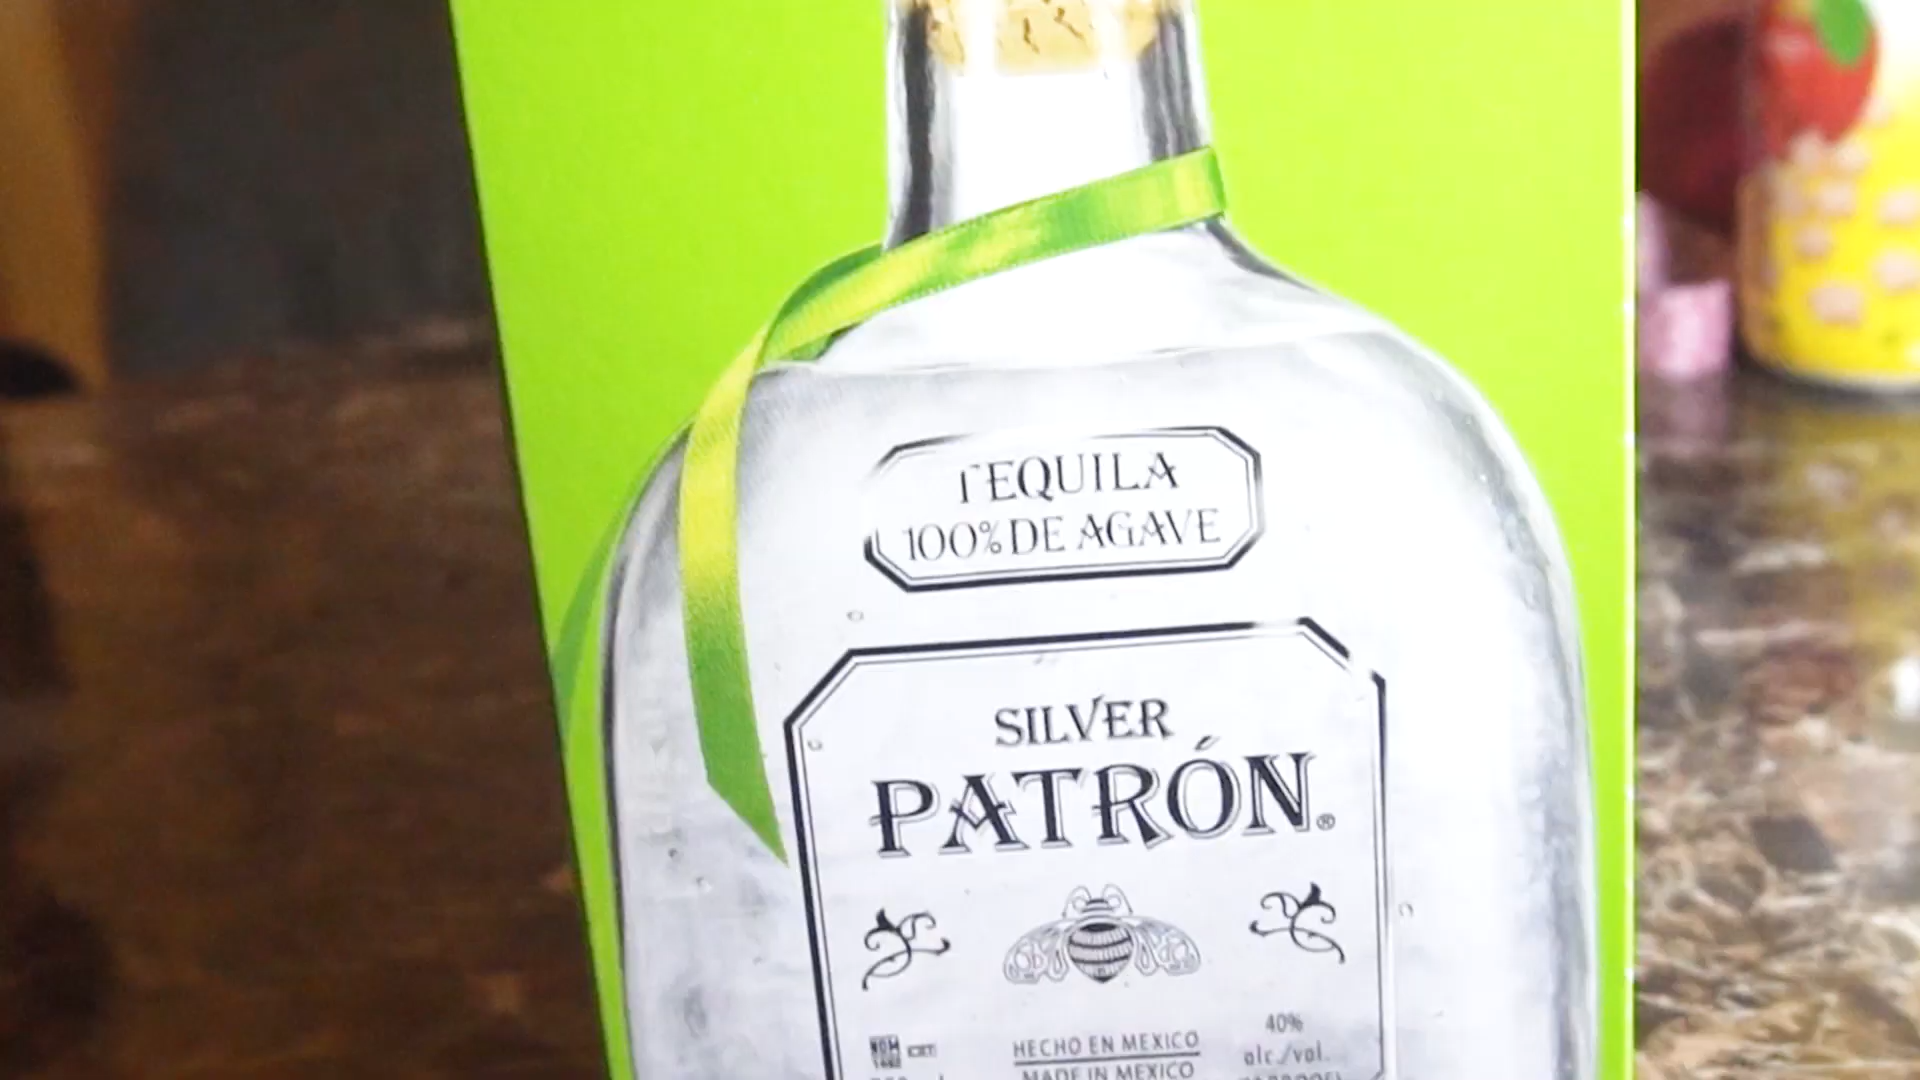 TEQUILA
100% DE AGAVE
SILVER
PATRÓN®
HECHO EN MEXICO
40%
alc./vol.
MADE IN MEXICO